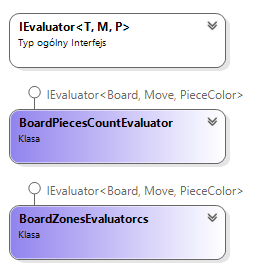 IEvaluator<T, M, P>
Typ ogólny Interfejs
IEvaluator<Board, Move, PieceColor>
BoardPiecesCountEvaluator
Klasa
IEvaluator<Board, Move, PieceColor>
BoardZonesEvaluatorcs
Klasa